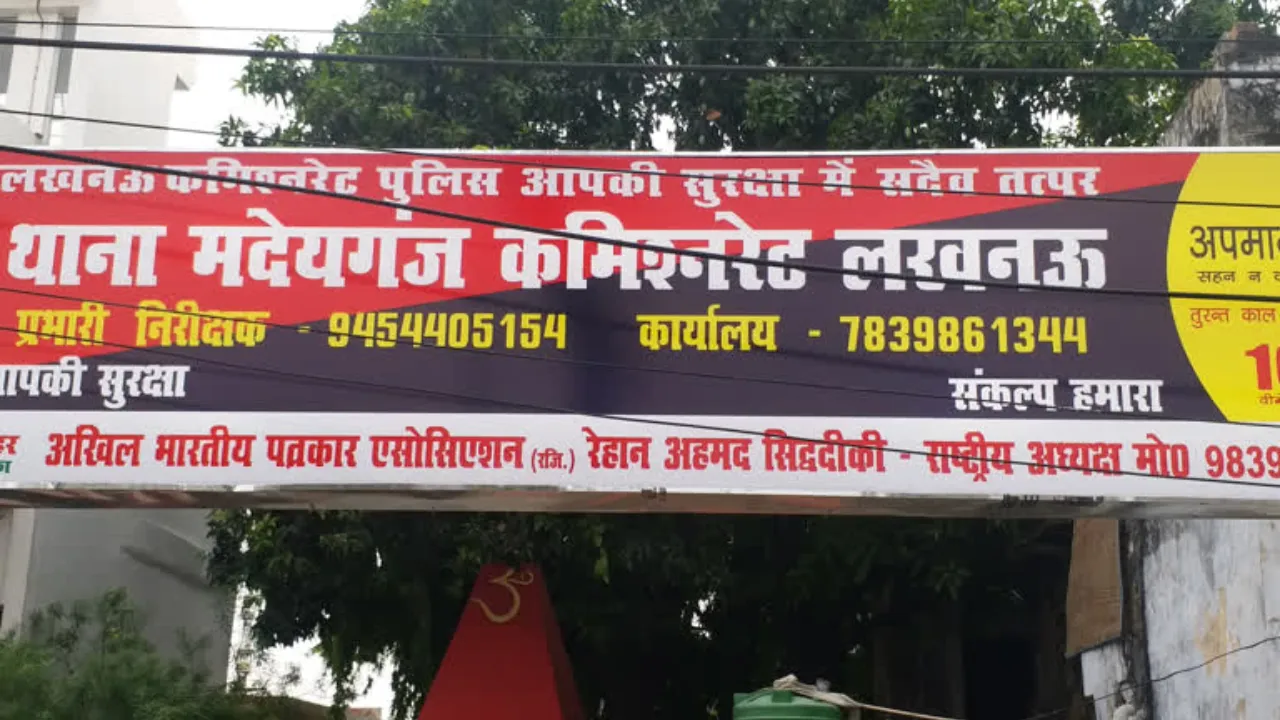 लखनऊ कमिश्नरेट पुलिस आपकी सुरक्षा में सदैव तत्पर
थाना मदेयगंज कमिश्नरेट लखनऊ
प्रभारी निरीक्षक - 9454405154 कार्यालय - 7839861344
आपकी सुरक्षा संकल्प हमारा
सहन न
तुरन्त काल
अखिल भारतीय पत्रकार एसोसिएशन (रजि.) रेहान अहमद सिद्दीकी - राष्ट्रीय अध्यक्ष मो0 9839
ॐ